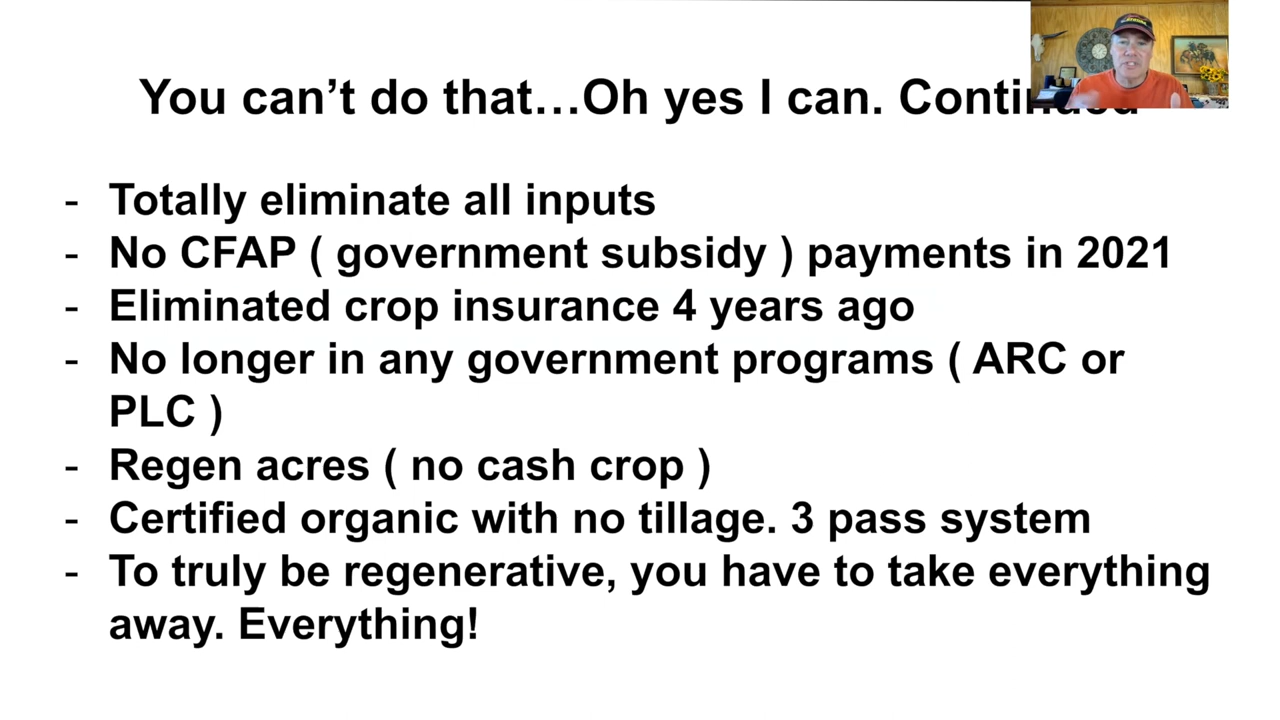 You can't do that…Oh yes I can. Continued
- Totally eliminate all inputs
- No CFAP ( government subsidy ) payments in 2021
- Eliminated crop insurance 4 years ago
- No longer in any government programs ( ARC or
PLC )
- Regen acres ( no cash crop )
- Certified organic with no tillage. 3 pass system
- To truly be regenerative, you have to take everything
away. Everything!